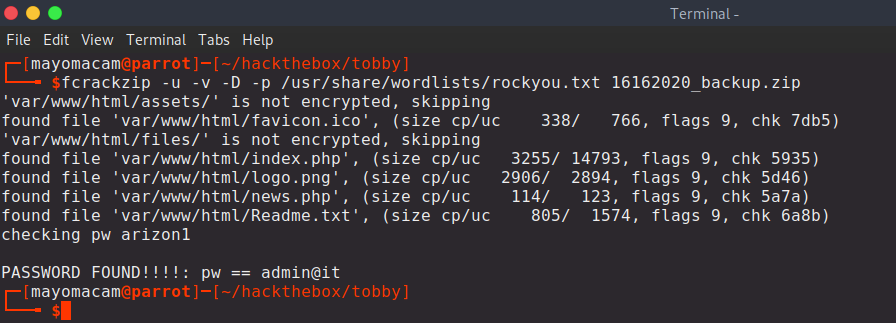 Terminal -
File Edit View Terminal Tabs Help
┌─[mayomacam@parrot]─[~/hackthebox/tobby]
└──╼ $fcrackzip -u -v -D -p /usr/share/wordlists/rockyou.txt 16162020_backup.zip
'var/www/html/assets/' is not encrypted, skipping
found file 'var/www/html/favicon.ico', (size cp/uc    338/   766, flags 9, chk 7db5)
'var/www/html/files/' is not encrypted, skipping
found file 'var/www/html/index.php', (size cp/uc   3255/ 14793, flags 9, chk 5935)
found file 'var/www/html/logo.png', (size cp/uc   2906/  2894, flags 9, chk 5d46)
found file 'var/www/html/news.php', (size cp/uc    114/   123, flags 9, chk 5a7a)
found file 'var/www/html/Readme.txt', (size cp/uc    805/  1574, flags 9, chk 6a8b)
checking pw arizon1
PASSWORD FOUND!!!!: pw == admin@it
┌─[mayomacam@parrot]─[~/hackthebox/tobby]
└──╼ $